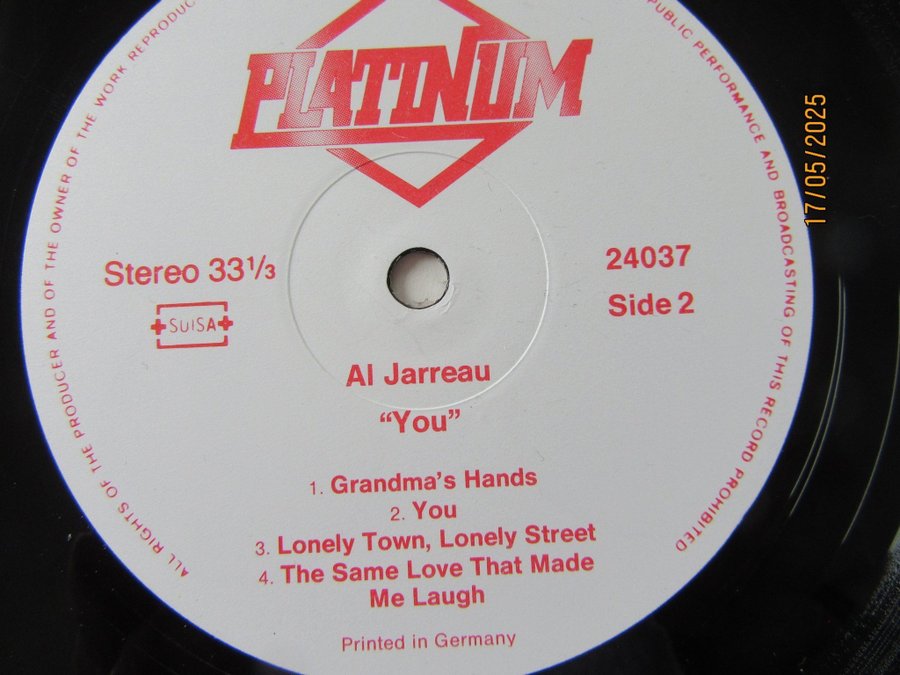 ALL RIGHTS OF THE PRODUCER AND OF THE OWNER OF THE WORK
PUBLIC PERFORMANCE AND BROADCASTING OF THIS RECORD PROHIBITED
PLATINUM
17/05/2025
Stereo 33⅓
24037
SUISA
Side 2
Al Jarreau
“You”
1. Grandma's Hands
2. You
3. Lonely Town, Lonely Street
4. The Same Love That Made
Me Laugh
Printed in Germany